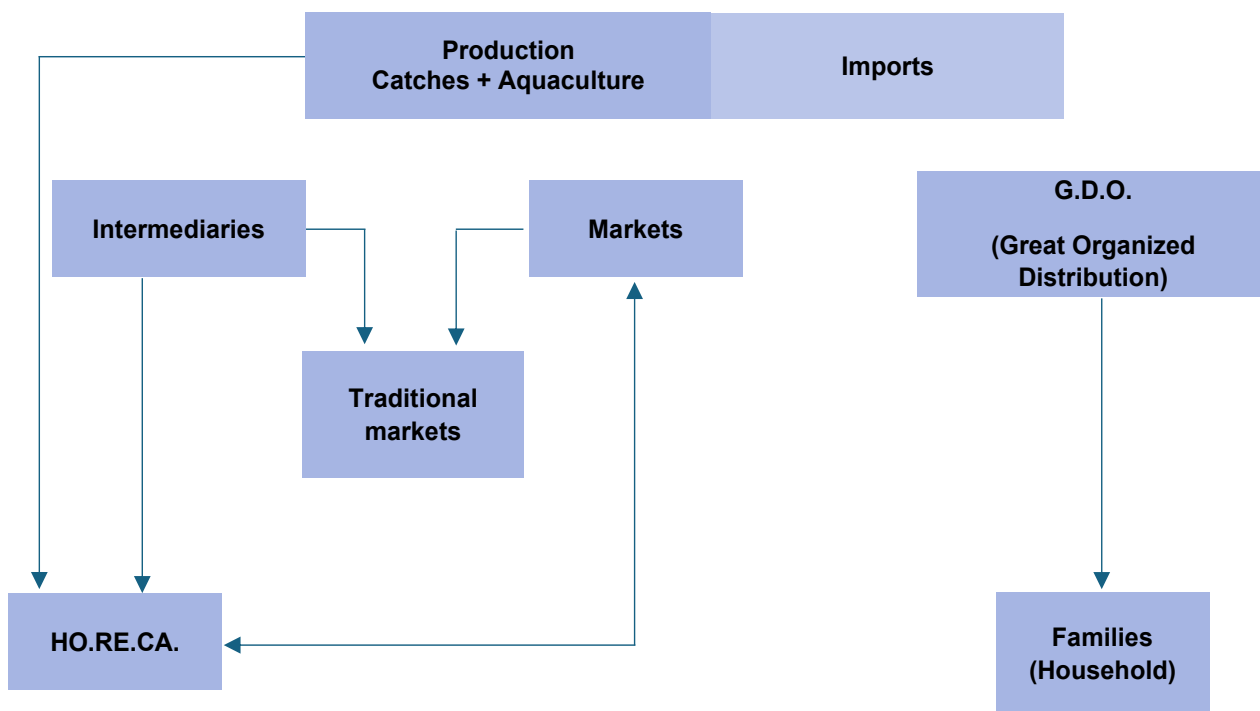 Production
Catches + Aquaculture
Imports
Intermediaries
Markets
G.D.O.
(Great Organized
Distribution)
Traditional
markets
HO.RE.CA.
Families
(Household)